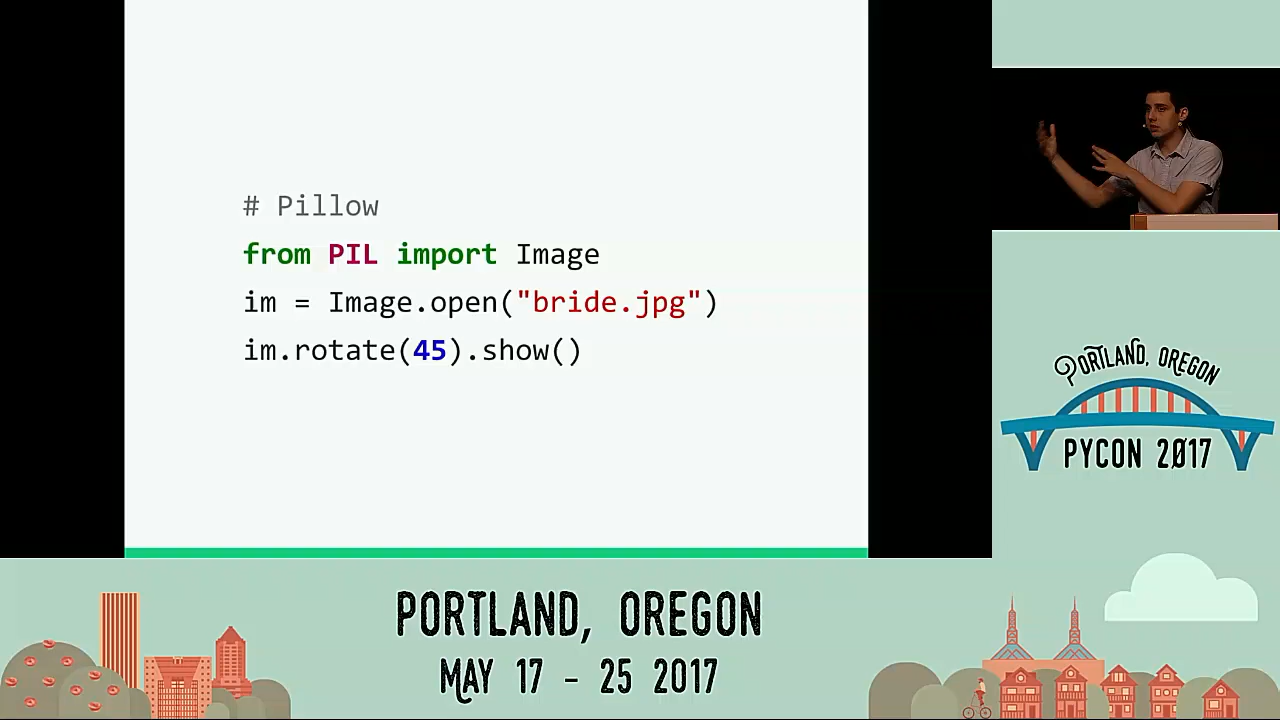 # Pillow
from PIL import Image
im = Image.open("bride.jpg")
im.rotate(45).show()
PORTLAND, OREGON
PYCON 2017
PORTLAND, OREGON
MAY 17 - 25 2017